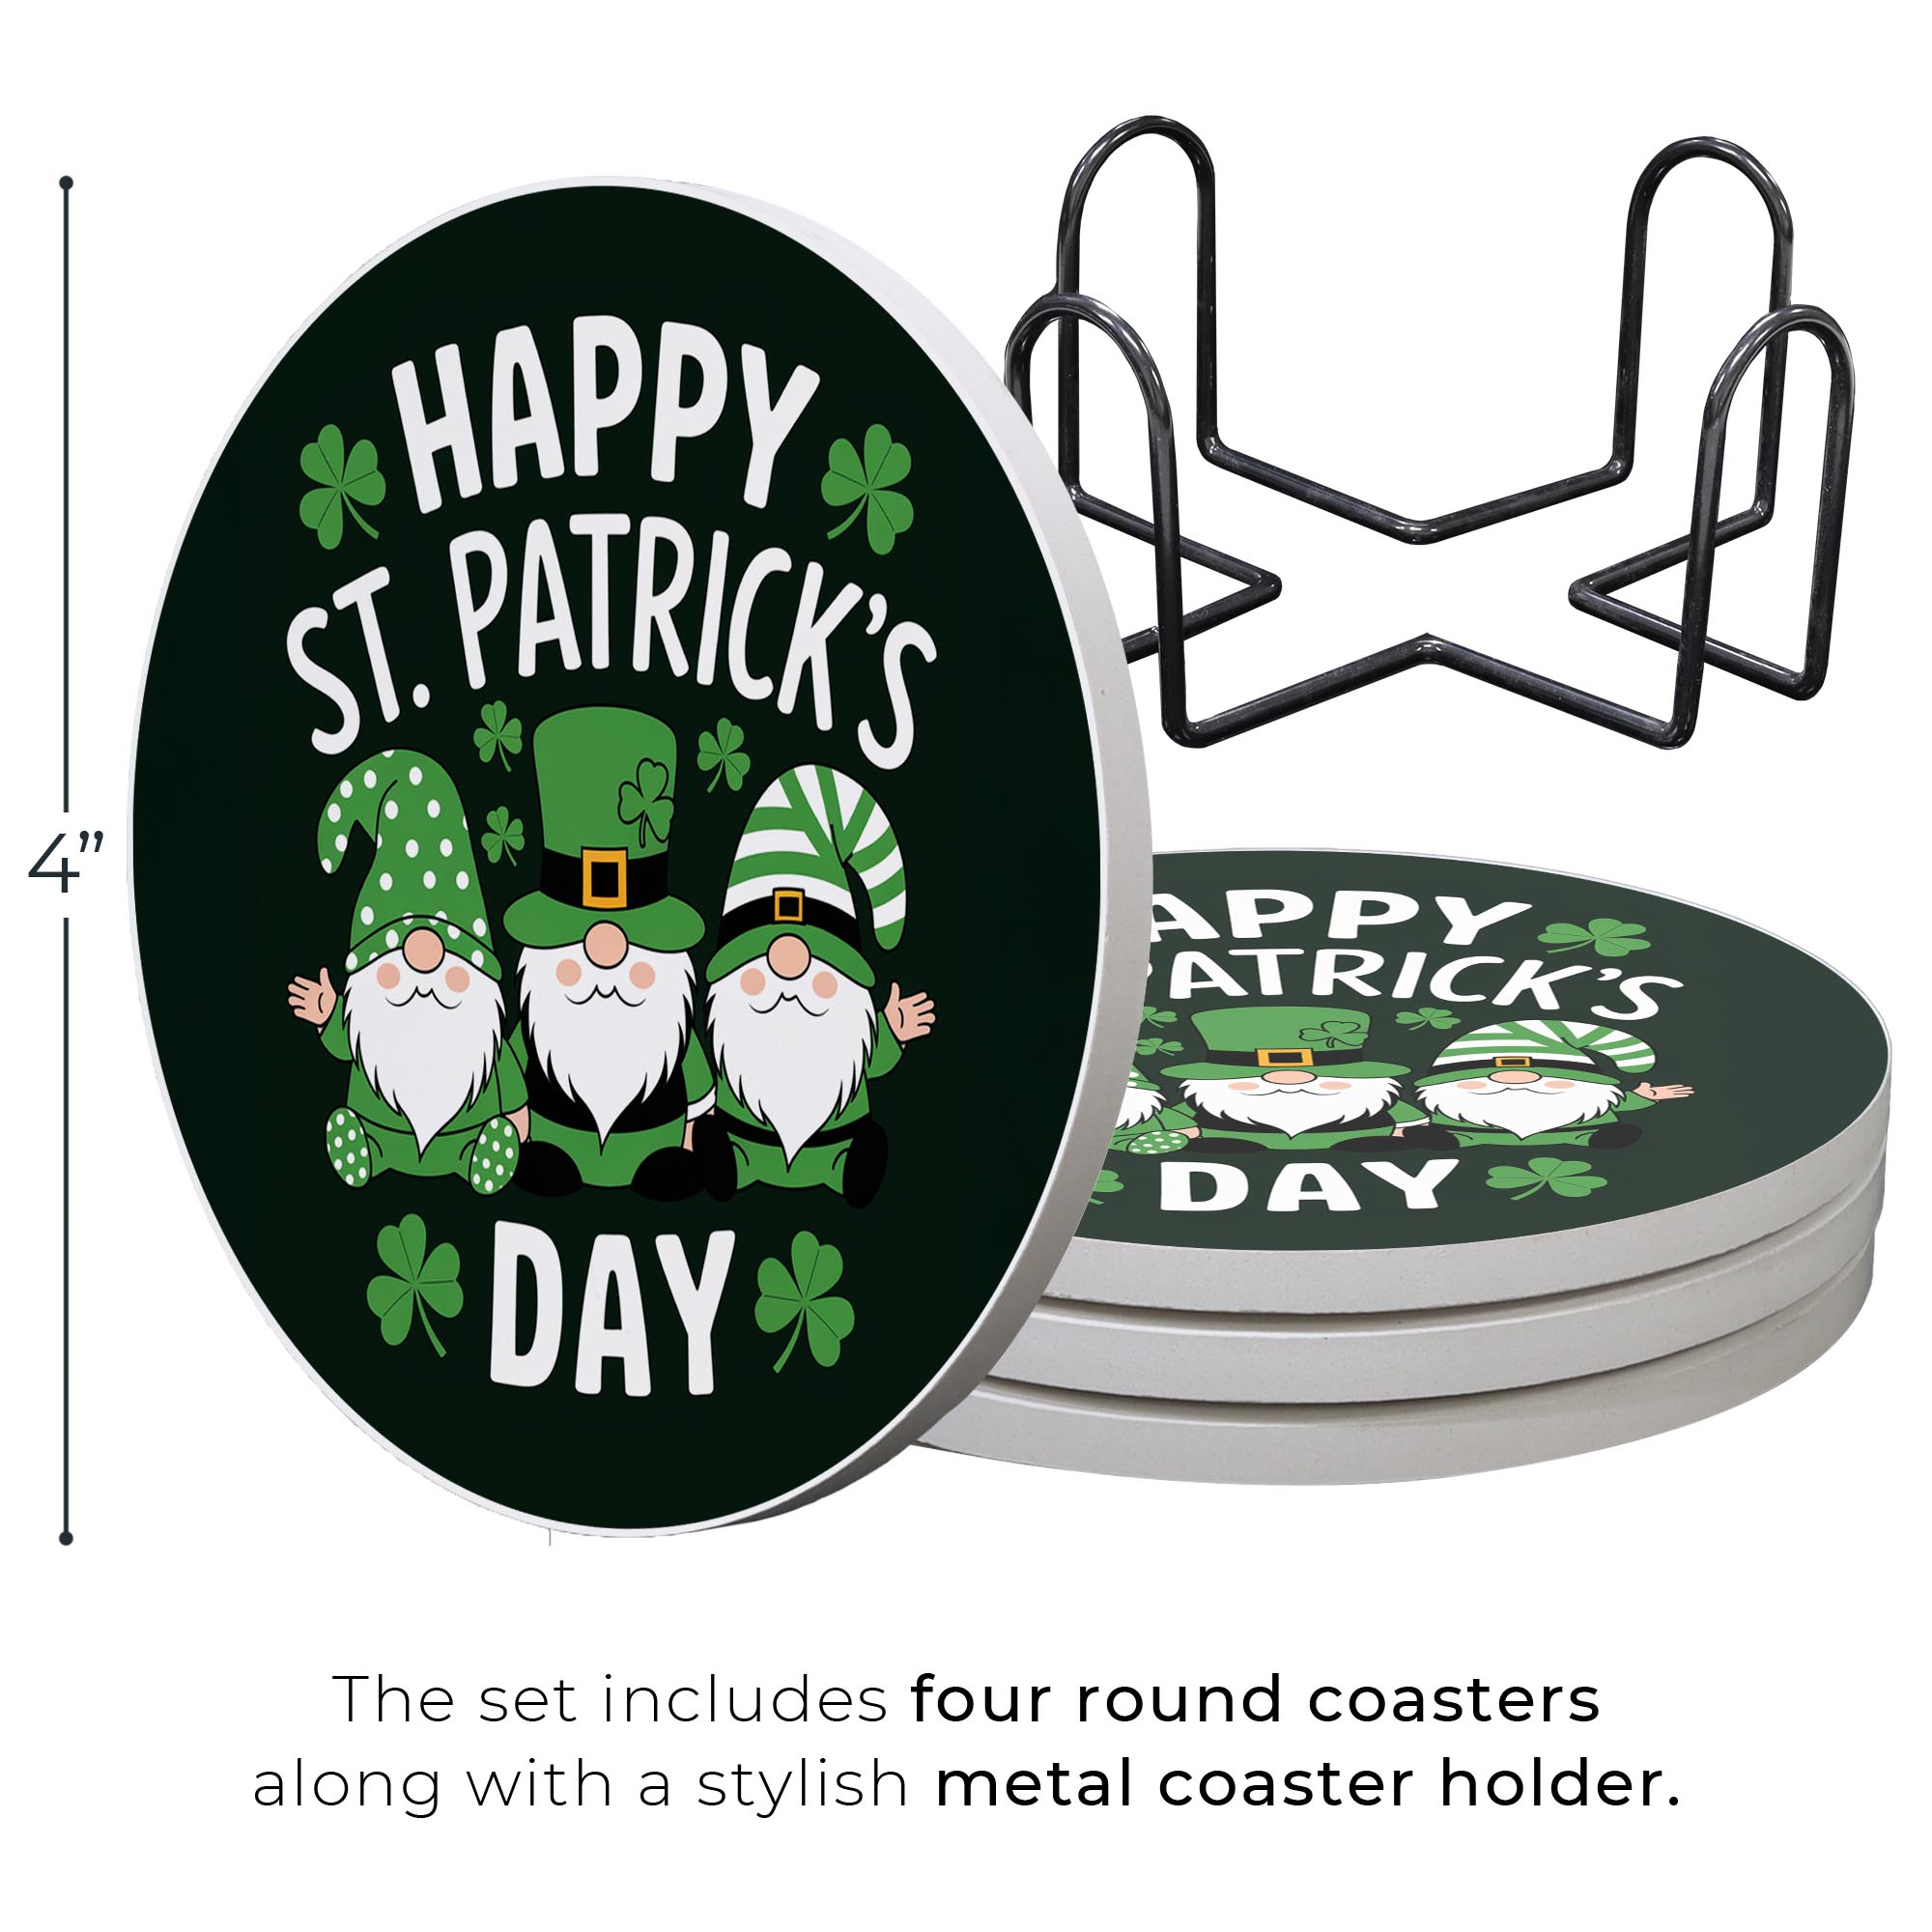 4”
HAPPY
ST. PATRICK’S
DAY
APPY
PATRICK’S
DAY
The set includes four round coasters
along with a stylish metal coaster holder.